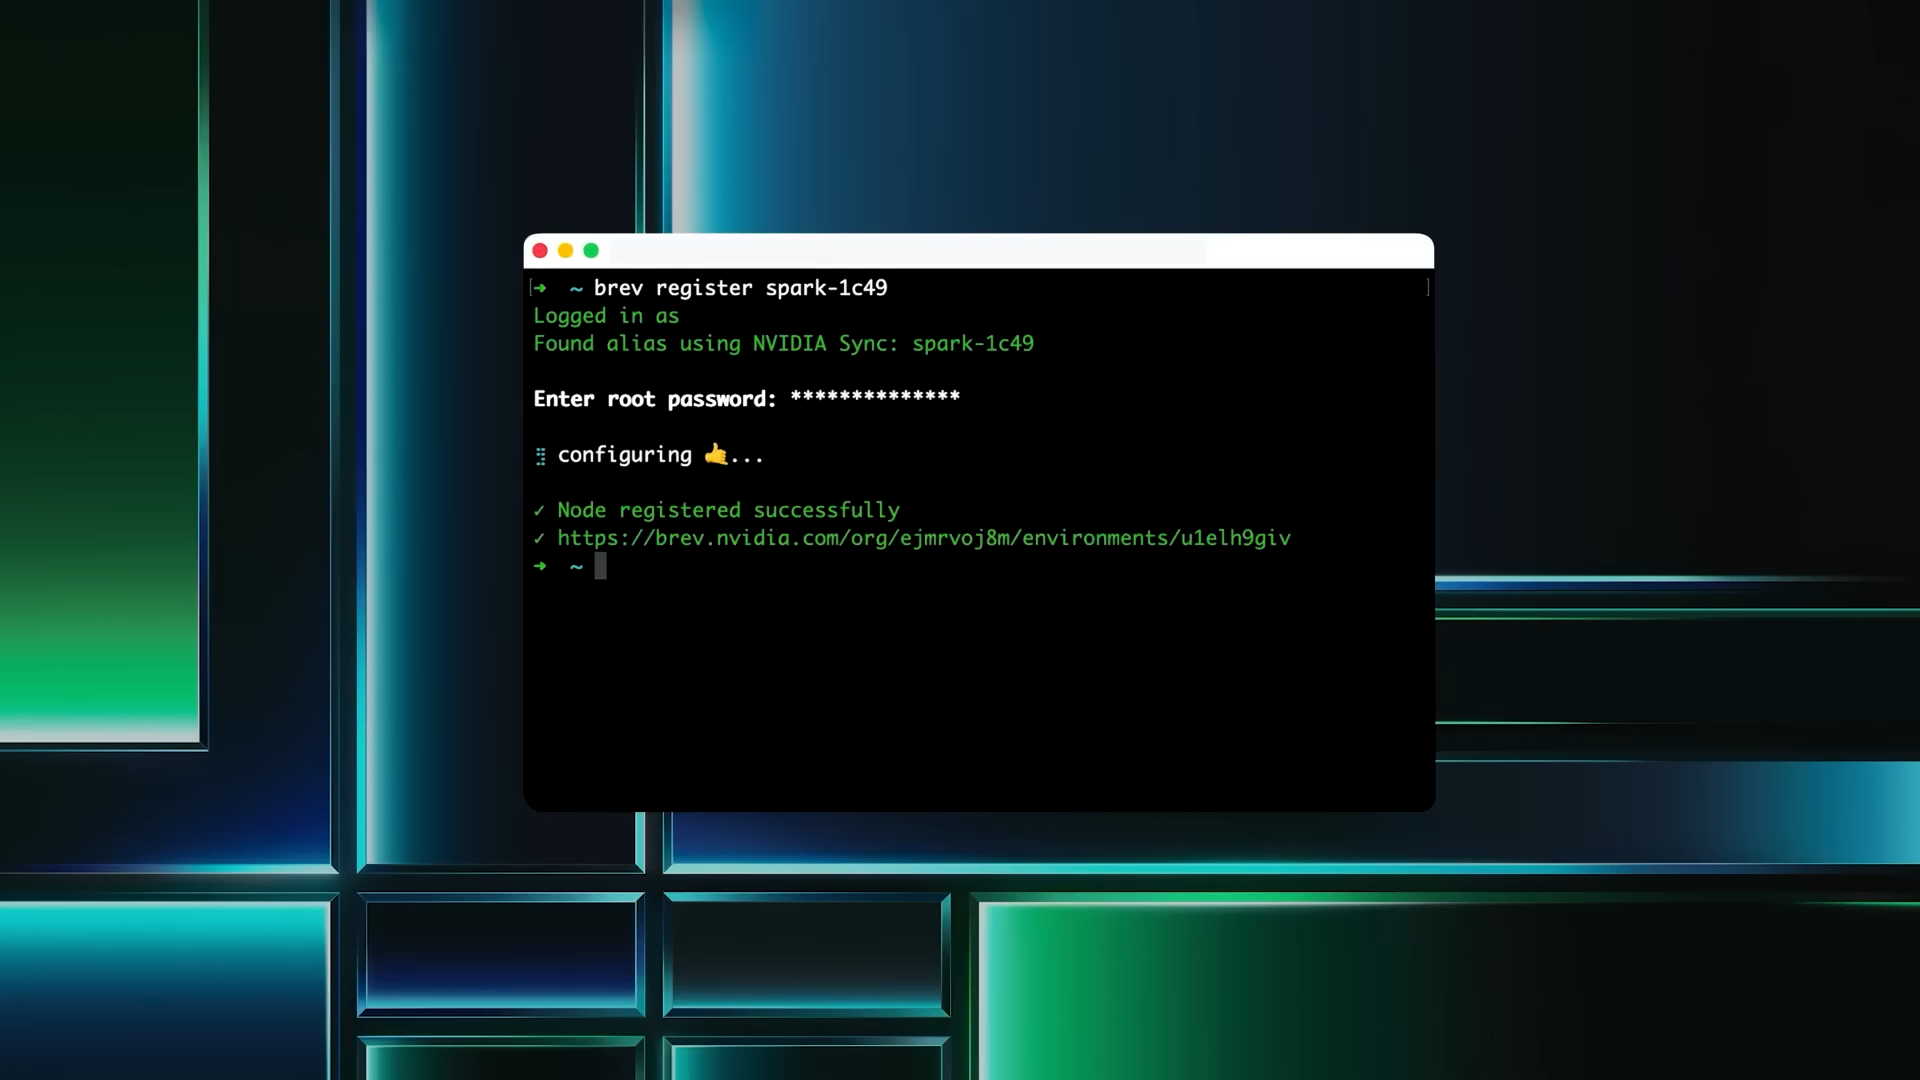 ➜ ~ brev register spark-1c49
Logged in as
Found alias using NVIDIA Sync: spark-1c49
Enter root password: **************
⣻ configuring 🤙...
✓ Node registered successfully
✓ https://brev.nvidia.com/org/ejmrvoj8m/environments/u1elh9giv
➜ ~